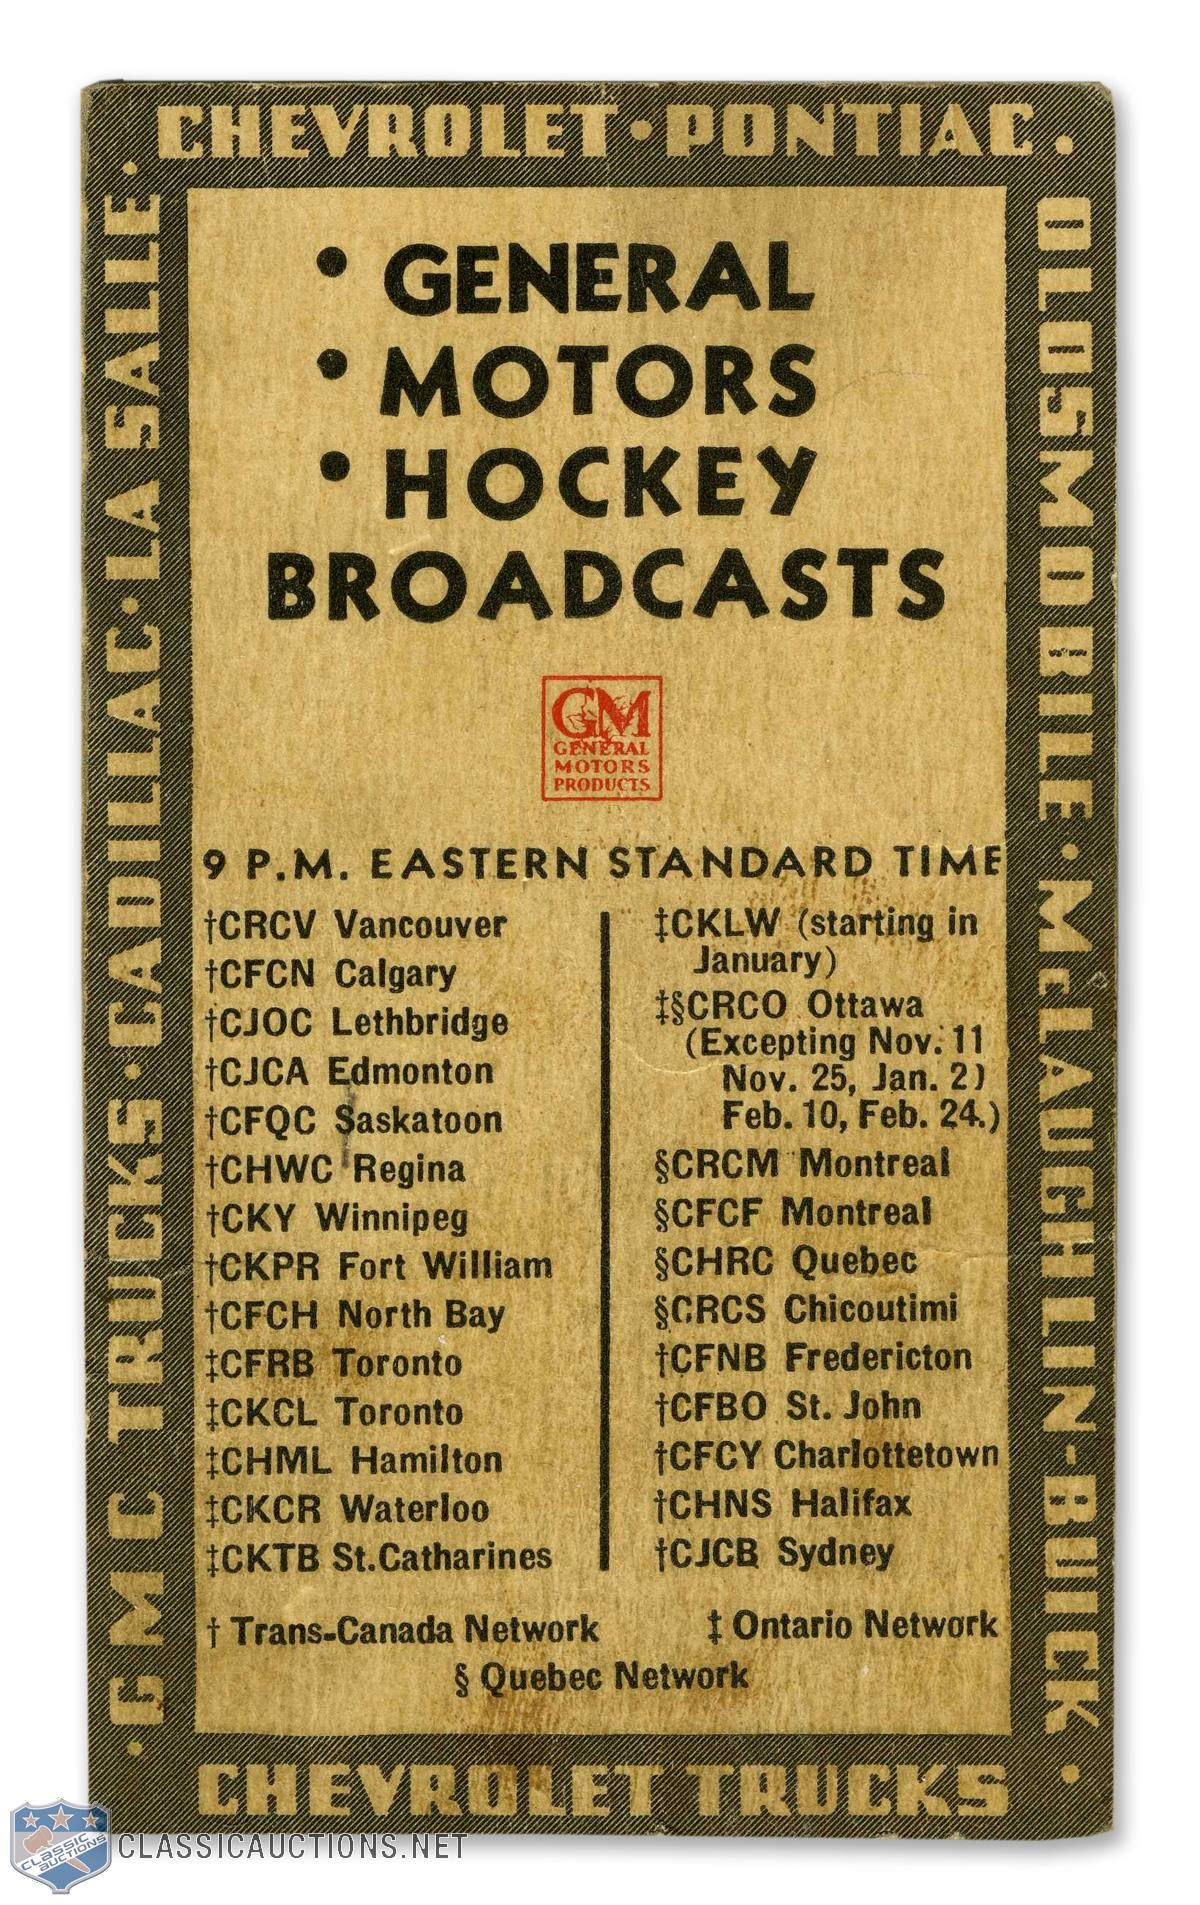 CHEVROLET • PONTIAC •
OLDSMOBILE • McLAUGHLIN-BUICK •
CHEVROLET TRUCKS
• GMC TRUCKS • CADILLAC • LA SALLE •
• GENERAL
• MOTORS
• HOCKEY
BROADCASTS
GM
GENERAL
MOTORS
PRODUCTS
9 P.M. EASTERN STANDARD TIME
†CRCV Vancouver
†CFCN Calgary
†CJOC Lethbridge
†CJCA Edmonton
†CFQC Saskatoon
†CHWC Regina
†CKY Winnipeg
†CKPR Fort William
†CFCH North Bay
‡CFRB Toronto
‡CKCL Toronto
‡CHML Hamilton
‡CKCR Waterloo
‡CKTB St.Catharines
‡CKLW (starting in
January)
‡§CRCO Ottawa
(Excepting Nov. 11
Nov. 25, Jan. 2)
Feb. 10, Feb. 24.)
§CRCM Montreal
§CFCF Montreal
§CHRC Quebec
§CRCS Chicoutimi
†CFNB Fredericton
†CFBO St. John
†CFCY Charlottetown
†CHNS Halifax
†CJCB Sydney
† Trans-Canada Network ‡ Ontario Network
§ Quebec Network
CLASSIC
AUCTIONS
CLASSICAUCTIONS.NET